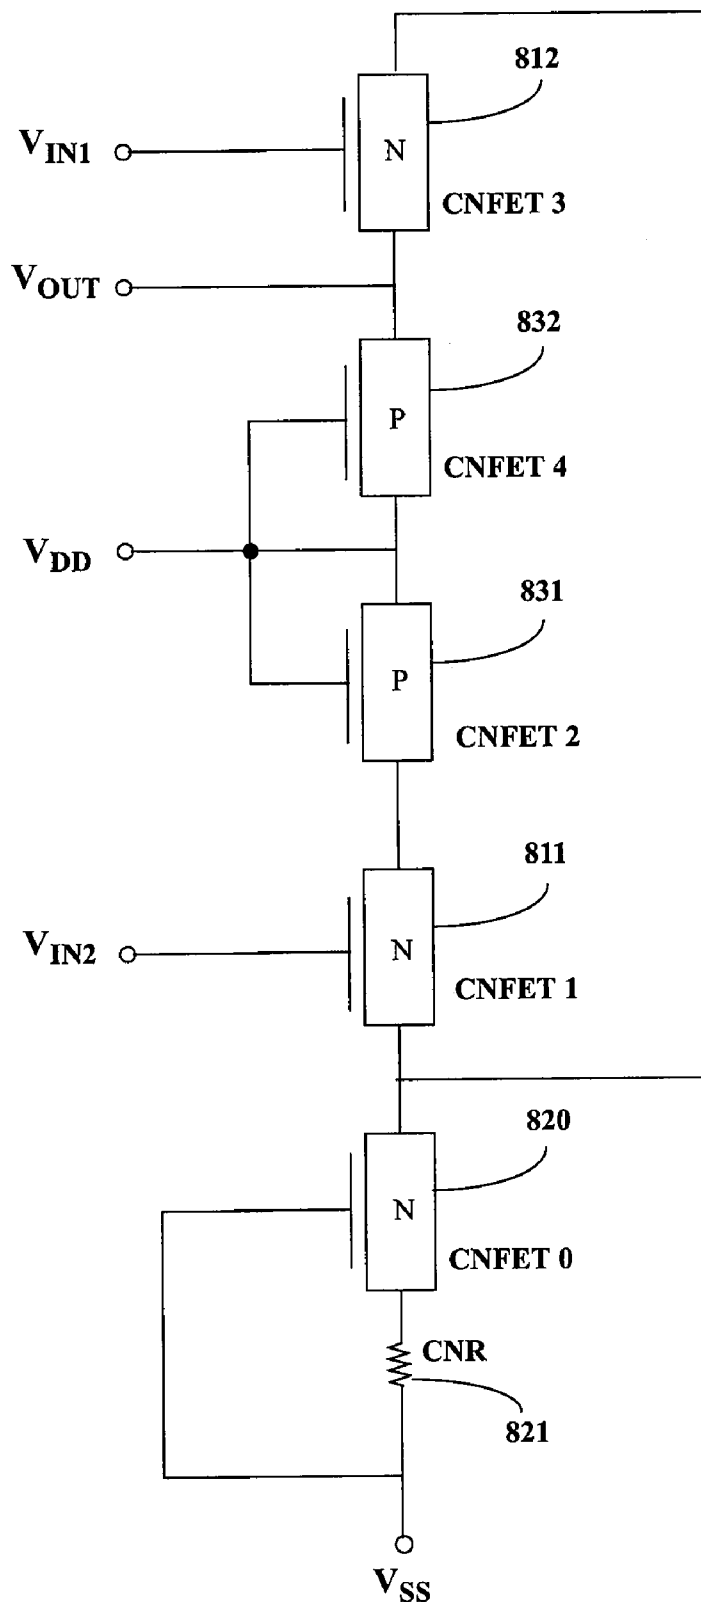 812
V_IN1
N
CNFET 3
V_OUT
832
P
CNFET 4
V_DD
831
P
CNFET 2
811
V_IN2
N
CNFET 1
820
N
CNFET 0
CNR
821
V_SS